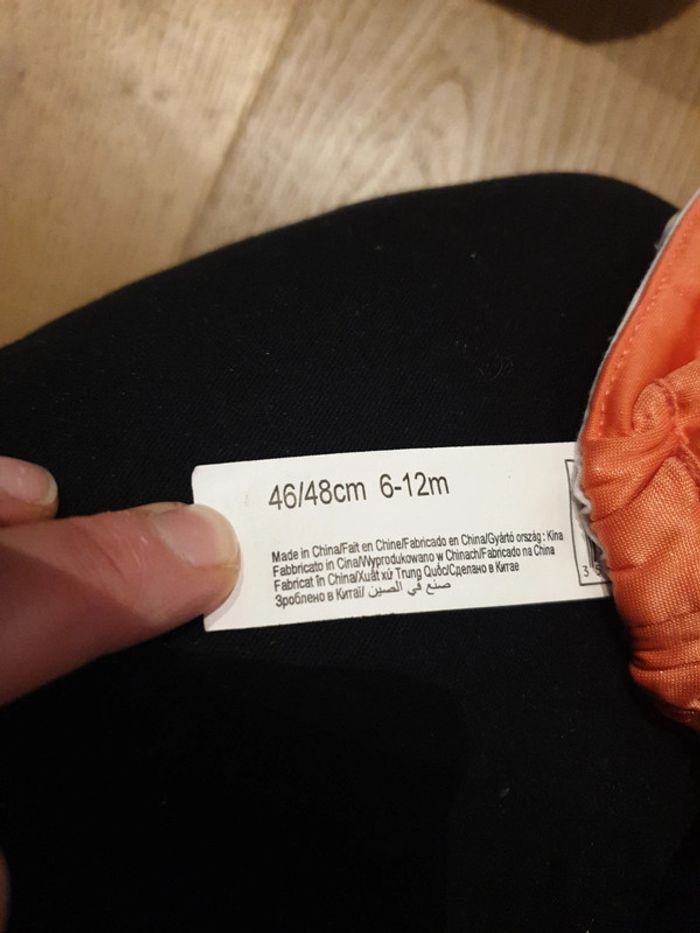 46/48cm 6-12m
Made in China/Fait en Chine/Fabricado en China/Gyártó ország : Kína
Fabbricato in Cina/Wyprodukowano w Chinach/Fabricado na China
Fabricat în China/Xuất xứ Trung Quốc/Сделано в Китае
Зроблено в Китаї/ صنع في الصين
3